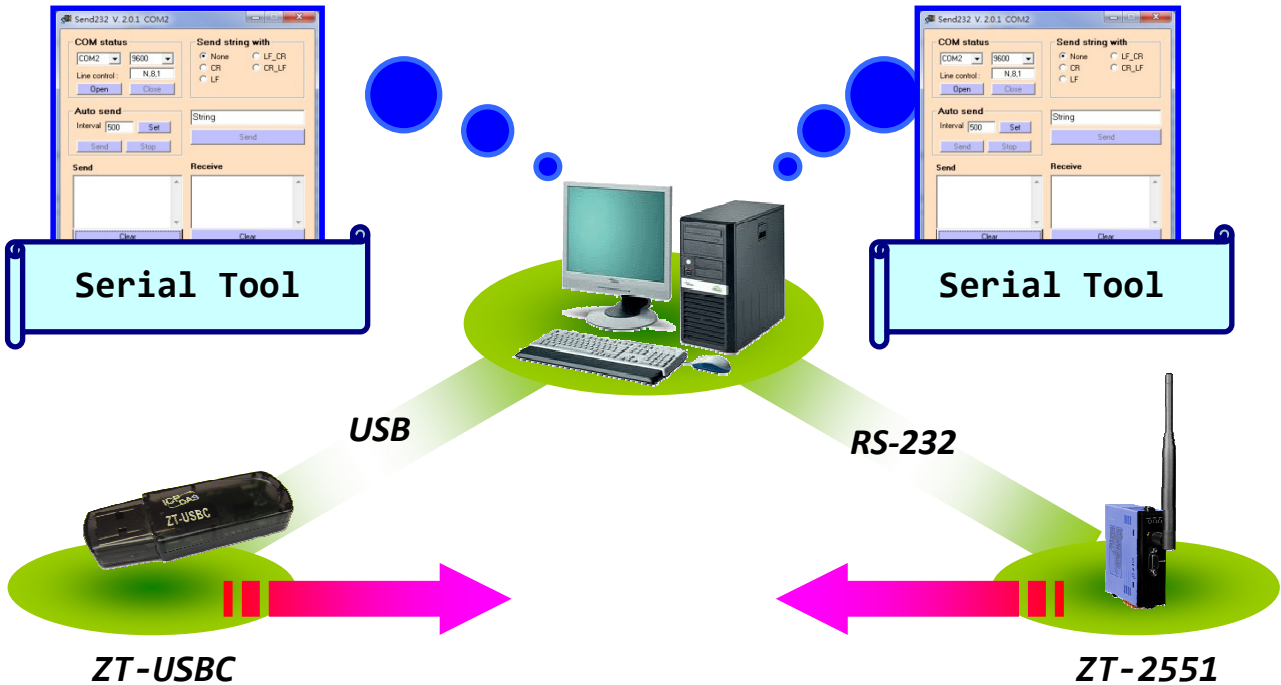 Send232 V. 2.0.1 COM2
COM status
COM2 9600
Line control : N,8,1
Open Close
Send string with
None LF_CR
CR CR_LF
LF
Auto send
Interval 500 Set
Send Stop
String
Send
Send
Receive
Clear Clear
Serial Tool
Send232 V. 2.0.1 COM2
COM status
COM2 9600
Line control : N,8,1
Open Close
Send string with
None LF_CR
CR CR_LF
LF
Auto send
Interval 500 Set
Send Stop
String
Send
Send
Receive
Clear Clear
Serial Tool
USB
RS-232
ICP DAS
ZT-USBC
ZT-USBC
ZT-2551